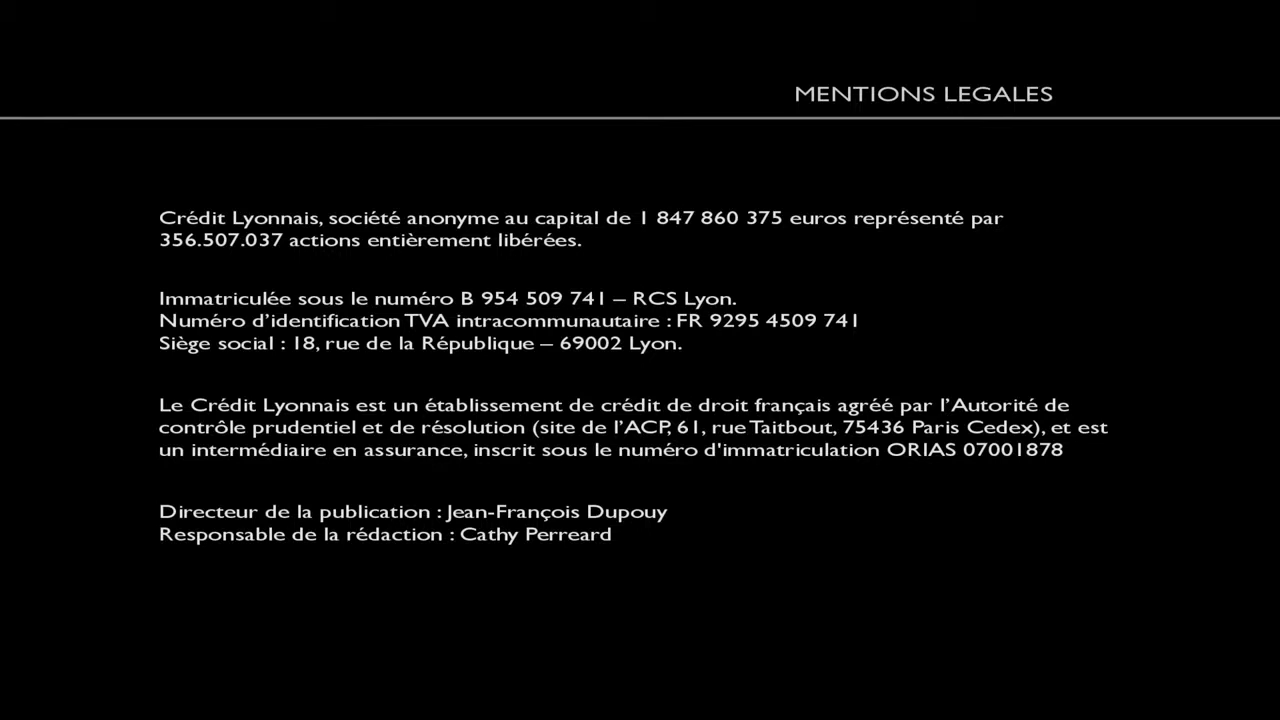 MENTIONS LEGALES
Crédit Lyonnais, société anonyme au capital de 1 847 860 375 euros représenté par
356.507.037 actions entièrement libérées.
Immatriculée sous le numéro B 954 509 741 – RCS Lyon.
Numéro d’identification TVA intracommunautaire : FR 9295 4509 741
Siège social : 18, rue de la République – 69002 Lyon.
Le Crédit Lyonnais est un établissement de crédit de droit français agréé par l’Autorité de
contrôle prudentiel et de résolution (site de l’ACP, 61, rue Taitbout, 75436 Paris Cedex), et est
un intermédiaire en assurance, inscrit sous le numéro d'immatriculation ORIAS 07001878
Directeur de la publication : Jean-François Dupouy
Responsable de la rédaction : Cathy Perreard